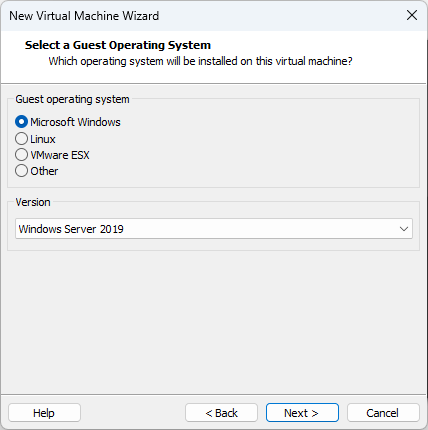 New Virtual Machine Wizard
Select a Guest Operating System
Which operating system will be installed on this virtual machine?
Guest operating system
Microsoft Windows
Linux
VMware ESX
Other
Version
Windows Server 2019
Help
< Back
Next >
Cancel